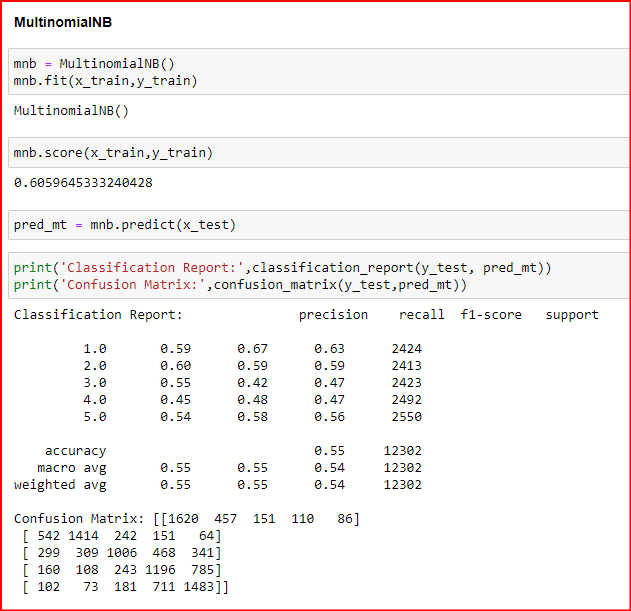 MultinomialNB
mnb = MultinomialNB()
mnb.fit(x_train,y_train)
MultinomialNB()
mnb.score(x_train,y_train)
0.6059645333240428
pred_mt = mnb.predict(x_test)
print('Classification Report:',classification_report(y_test, pred_mt))
print('Confusion Matrix:',confusion_matrix(y_test,pred_mt))
Classification Report:               precision    recall  f1-score   support
         1.0       0.59      0.67      0.63      2424
         2.0       0.60      0.59      0.59      2413
         3.0       0.55      0.42      0.47      2423
         4.0       0.45      0.48      0.47      2492
         5.0       0.54      0.58      0.56      2550
    accuracy                           0.55     12302
   macro avg       0.55      0.55      0.54     12302
weighted avg       0.55      0.55      0.54     12302
Confusion Matrix: [[1620  457  151  110   86]
 [ 542 1414  242  151   64]
 [ 299  309 1006  468  341]
 [ 160  108  243 1196  785]
 [ 102   73  181  711 1483]]